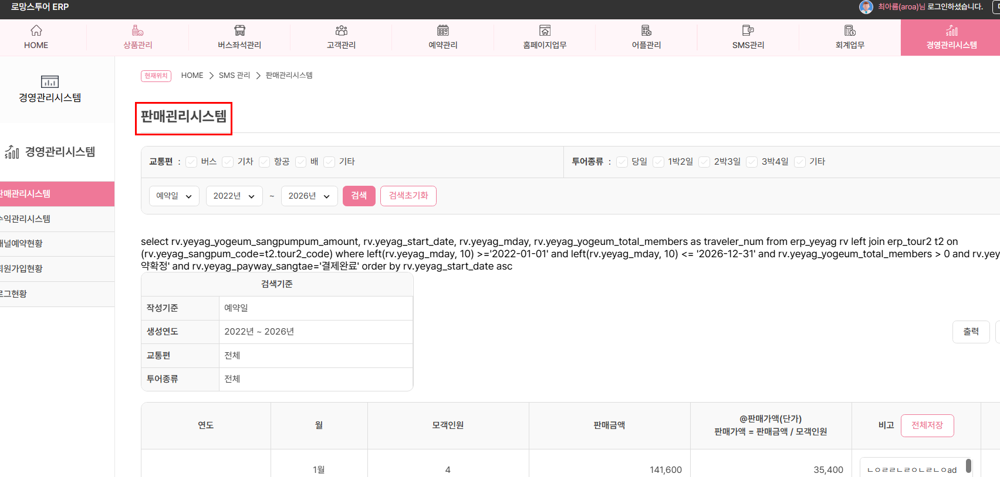 로망스투어 ERP
최아름(aroa)님 로그인하셨습니다.
HOME
상품관리
버스좌석관리
고객관리
예약관리
홈페이지업무
어플관리
SMS관리
회계업무
경영관리시스템
경영관리시스템
경영관리시스템
판매관리시스템
수익관리시스템
채널예약현황
회원가입현황
로그현황
현재위치 HOME > SMS 관리 > 판매관리시스템
판매괸리시스템
교통편 : 버스 기차 항공 배 기타
투어종류 : 당일 1박2일 2박3일 3박4일 기타
예약일 2022년 ~ 2026년 검색 검색초기화
select rv.yeyag_yogeum_sangpumpum_amount, rv.yeyag_start_date, rv.yeyag_mday, rv.yeyag_yogeum_total_members as traveler_num from erp_yeyag rv left join erp_tour2 t2 on
(rv.yeyag_sangpum_code=t2.tour2_code) where left(rv.yeyag_mday, 10) >='2022-01-01' and left(rv.yeyag_mday, 10) <= '2026-12-31' and rv.yeyag_yogeum_total_members > 0 and rv.yey
약확정' and rv.yeyag_payway_sangtae='결제완료' order by rv.yeyag_start_date asc
검색기준
작성기준 예약일
생성연도 2022년 ~ 2026년
교통편 전체
투어종류 전체
출력
연도 월 모객인원 판매금액 @판매가액(단가)
판매가액 = 판매금액 / 모객인원
비고 전체저장
1월 4 141,600 35,400 ㄴㅇㄹㄹㄴㄹㅇㄴㄹㄴㅇad